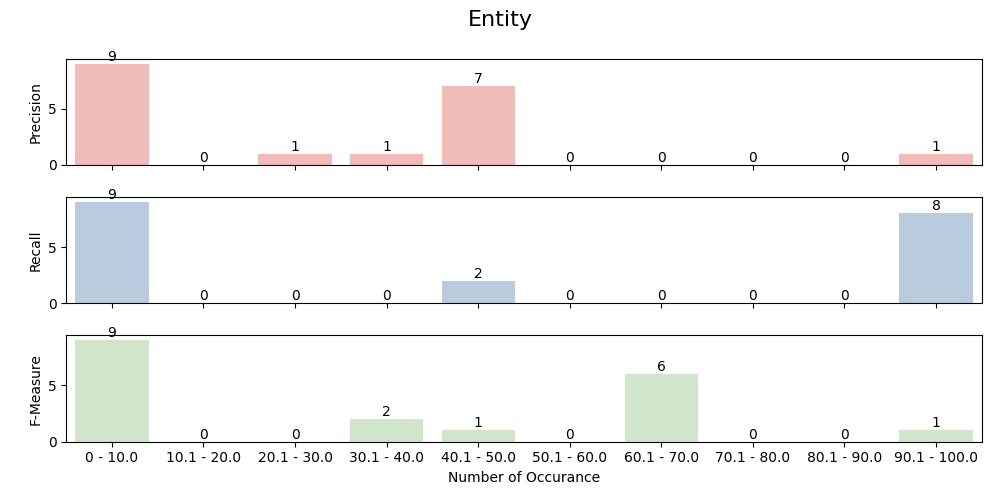 Entity
9 0 1 1 7 0 0 0 0 1
5
0
Precision
9 0 0 0 2 0 0 0 0 8
5
0
Recall
9 0 0 2 1 0 6 0 0 1
5
0
F-Measure
0 - 10.0 10.1 - 20.0 20.1 - 30.0 30.1 - 40.0 40.1 - 50.0 50.1 - 60.0 60.1 - 70.0 70.1 - 80.0 80.1 - 90.0 90.1 - 100.0
Number of Occurance